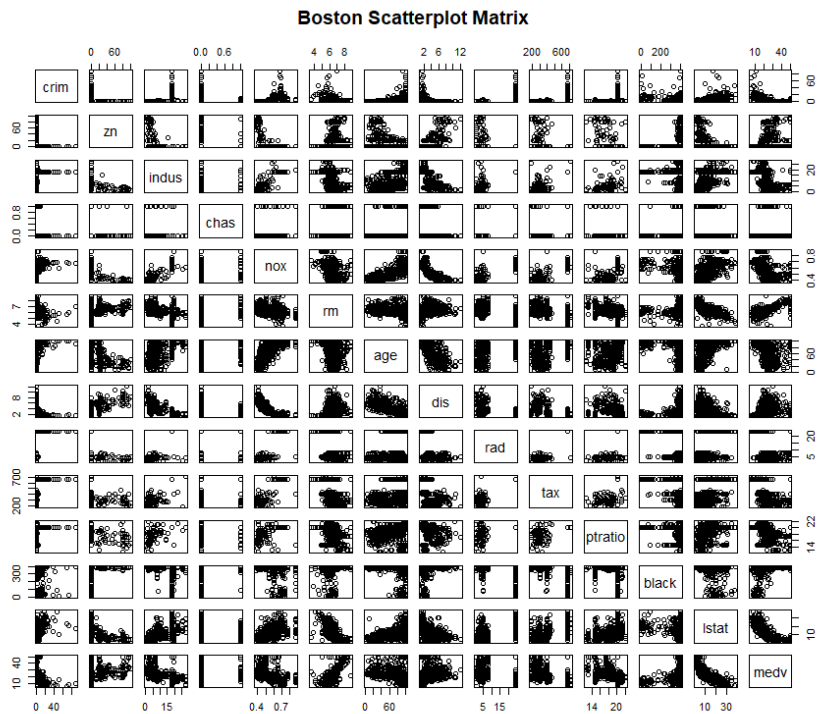 Boston Scatterplot Matrix
0 60 0.0 0.6 4 6 8 2 6 12 200 600 0 200 10 40
crim 0 60
0 60 zn
indus 0 20
0.0 0.8 chas
nox 0.4 0.8
4 7 rm
age 0 60
2 8 dis
rad 5 20
200 700 tax
ptratio 14 22
0 300 black
lstat 10
10 40 medv
0 40 0 15 0.4 0.7 0 60 5 15 14 20 10 30